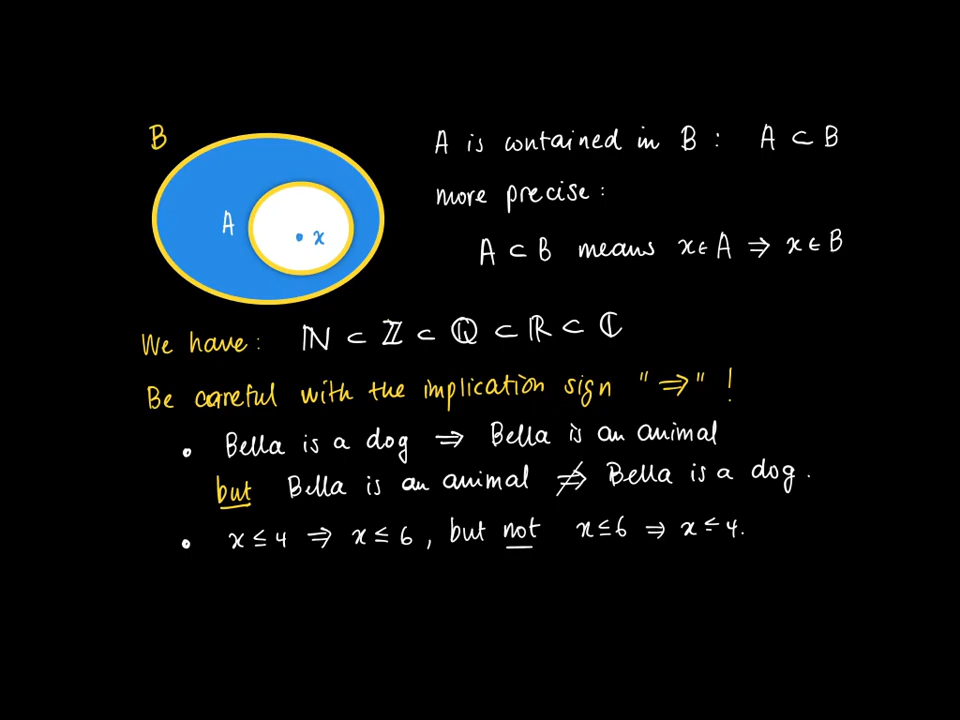 B
A is contained in B : A ⊂ B
more precise :
A
x
A ⊂ B means x ∈ A ⇒ x ∈ B
We have : ℕ ⊂ ℤ ⊂ ℚ ⊂ ℝ ⊂ ℂ
Be careful with the implication sign "⇒" !
• Bella is a dog ⇒ Bella is an animal
but Bella is an animal ⇏ Bella is a dog .
• x ≤ 4 ⇒ x ≤ 6 , but not x ≤ 6 ⇒ x ≤ 4 .